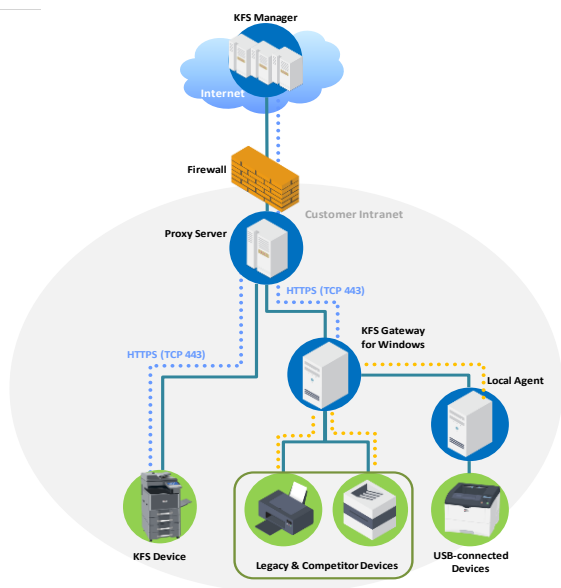 KFS Manager
Internet
Firewall
Customer Intranet
Proxy Server
HTTPS (TCP 443)
KFS Gateway
for Windows
HTTPS (TCP 443)
Local Agent
KFS Device
Legacy & Competitor Devices
USB-connected
Devices